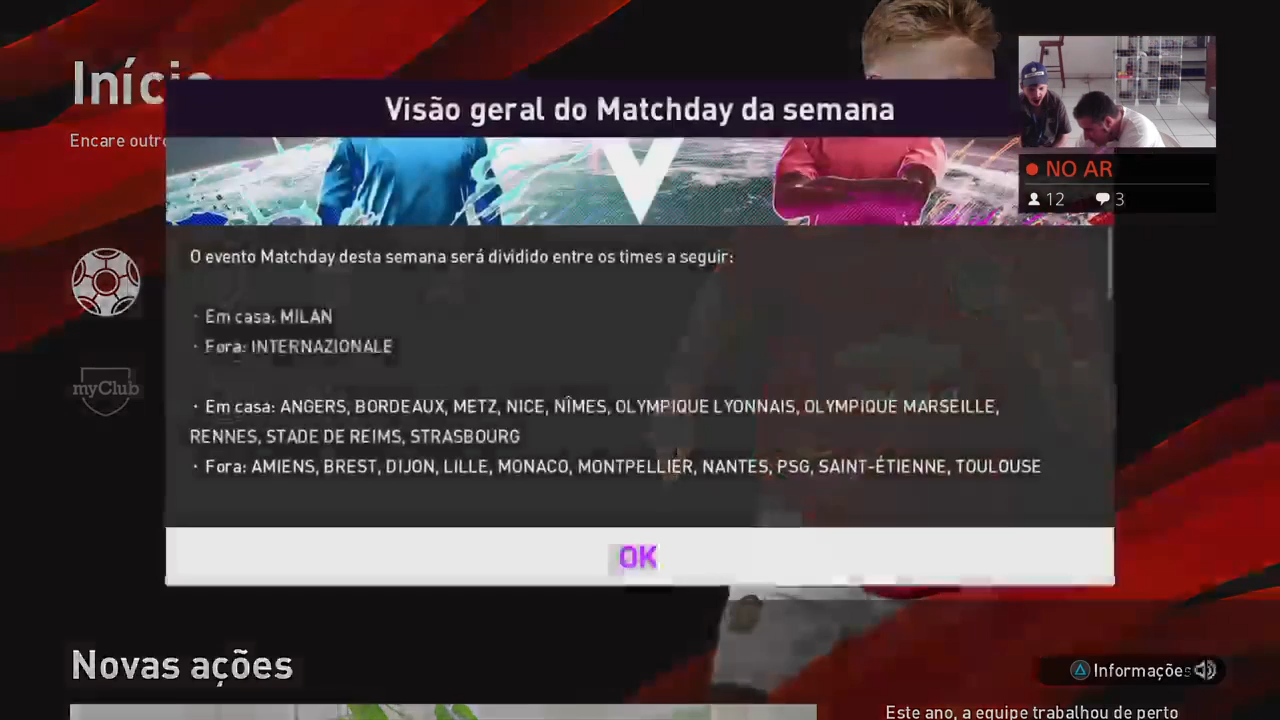 Iníci
Encare outro
Visão geral do Matchday da semana
NO AR
12 3
O evento Matchday desta semana será dividido entre os times a seguir:
· Em casa: MILAN
· Fora: INTERNAZIONALE
myClub
· Em casa: ANGERS, BORDEAUX, METZ, NICE, NÎMES, OLYMPIQUE LYONNAIS, OLYMPIQUE MARSEILLE,
RENNES, STADE DE REIMS, STRASBOURG
· Fora: AMIENS, BREST, DIJON, LILLE, MONACO, MONTPELLIER, NANTES, PSG, SAINT-ÉTIENNE, TOULOUSE
OK
Novas ações
Informações
Este ano, a equipe trabalhou de perto